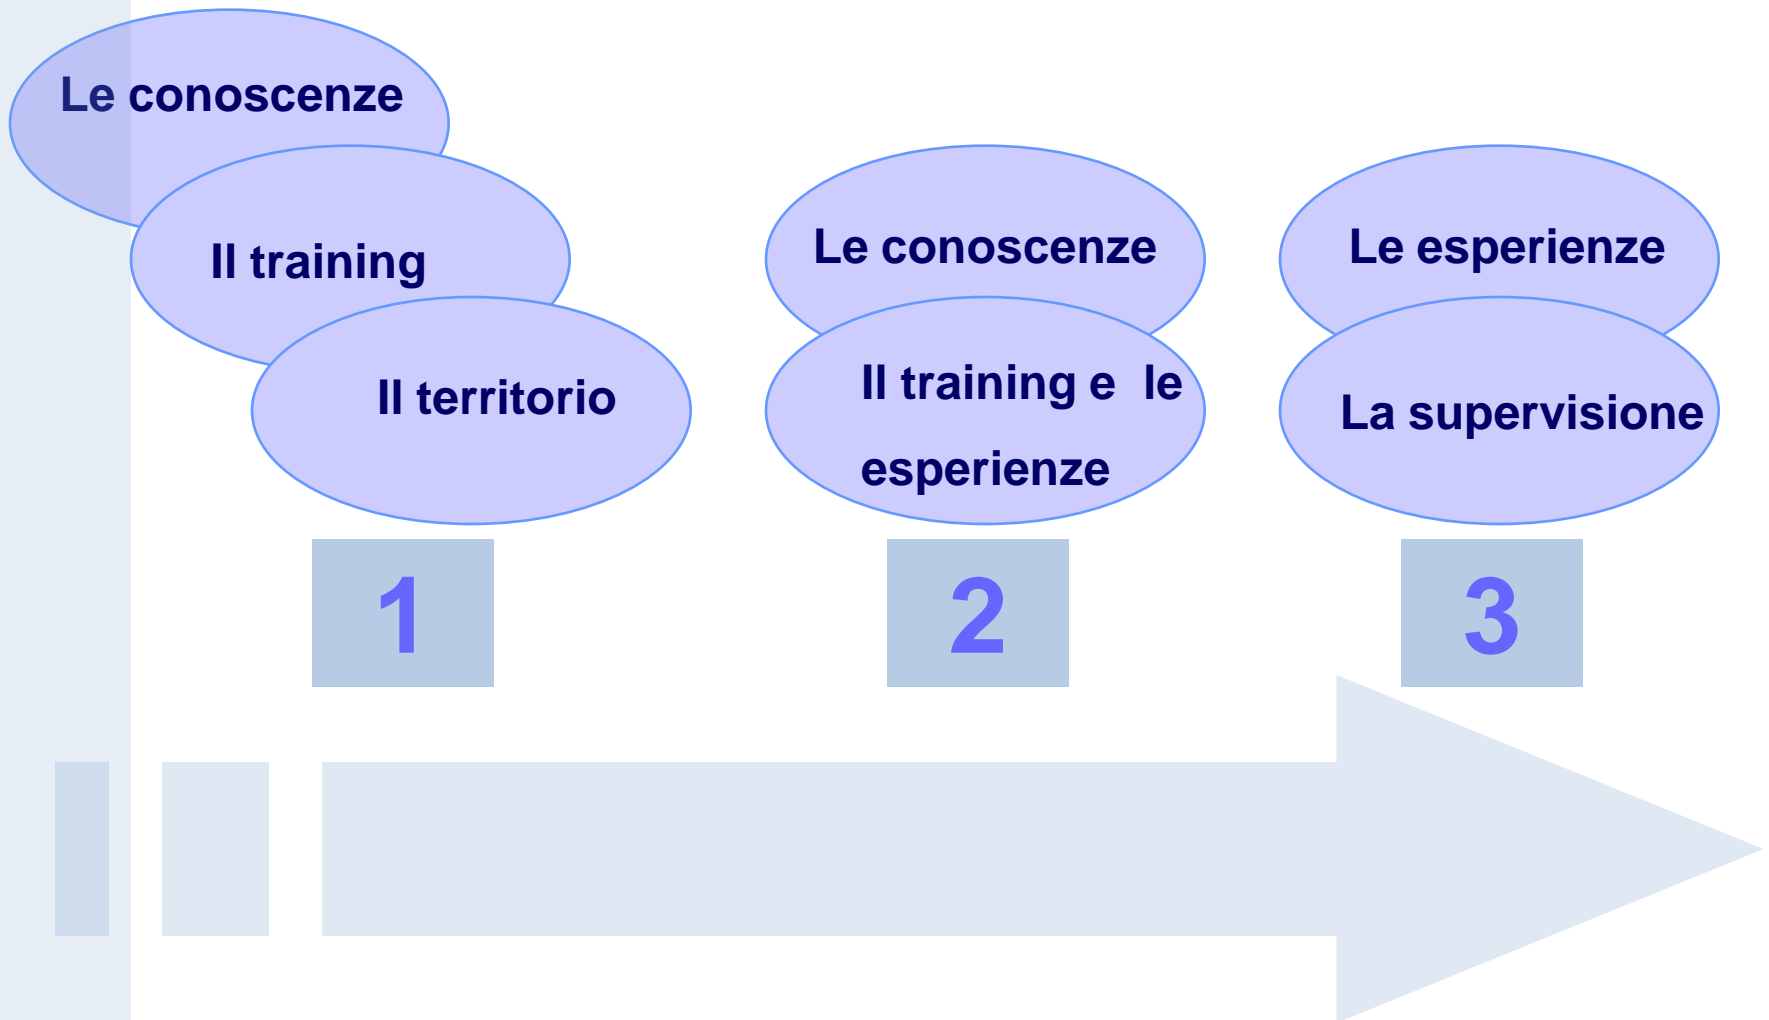 Le conoscenze
Il training
Il territorio
Le conoscenze
Il training e  le
esperienze
Le esperienze
La supervisione
1
2
3